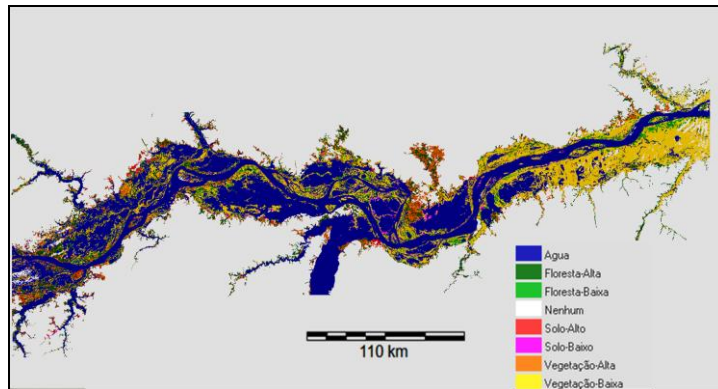 Agua
Floresta-Alta
Floresta-Baixa
Nenhum
Solo-Alto
Solo-Baixo
Vegetação-Alta
Vegetação-Baixa
110 km